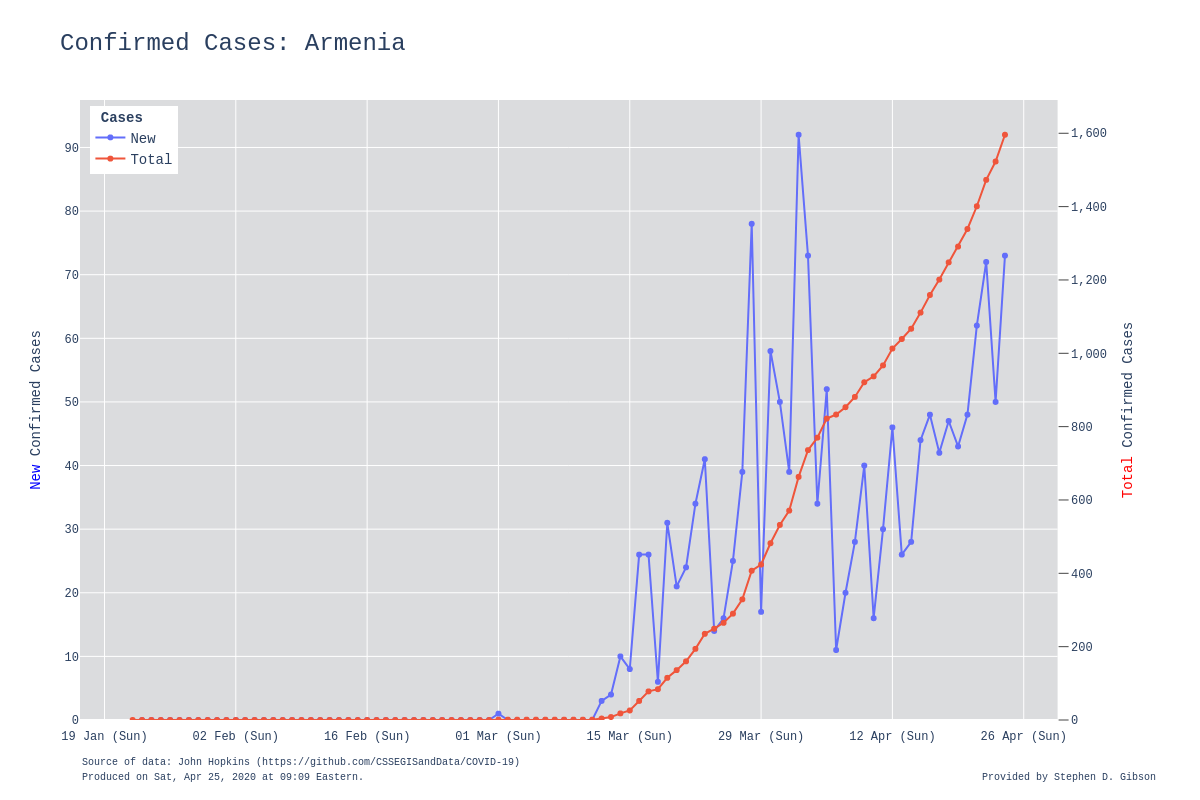 Confirmed Cases: Armenia
Cases
New
Total
90
80
70
60
50
40
30
20
10
0
1,600
1,400
1,200
1,000
800
600
400
200
0
New Confirmed Cases
Total Confirmed Cases
19 Jan (Sun) 02 Feb (Sun) 16 Feb (Sun) 01 Mar (Sun) 15 Mar (Sun) 29 Mar (Sun) 12 Apr (Sun) 26 Apr (Sun)
Source of data: John Hopkins (https://github.com/CSSEGISandData/COVID-19)
Produced on Sat, Apr 25, 2020 at 09:09 Eastern.
Provided by Stephen D. Gibson